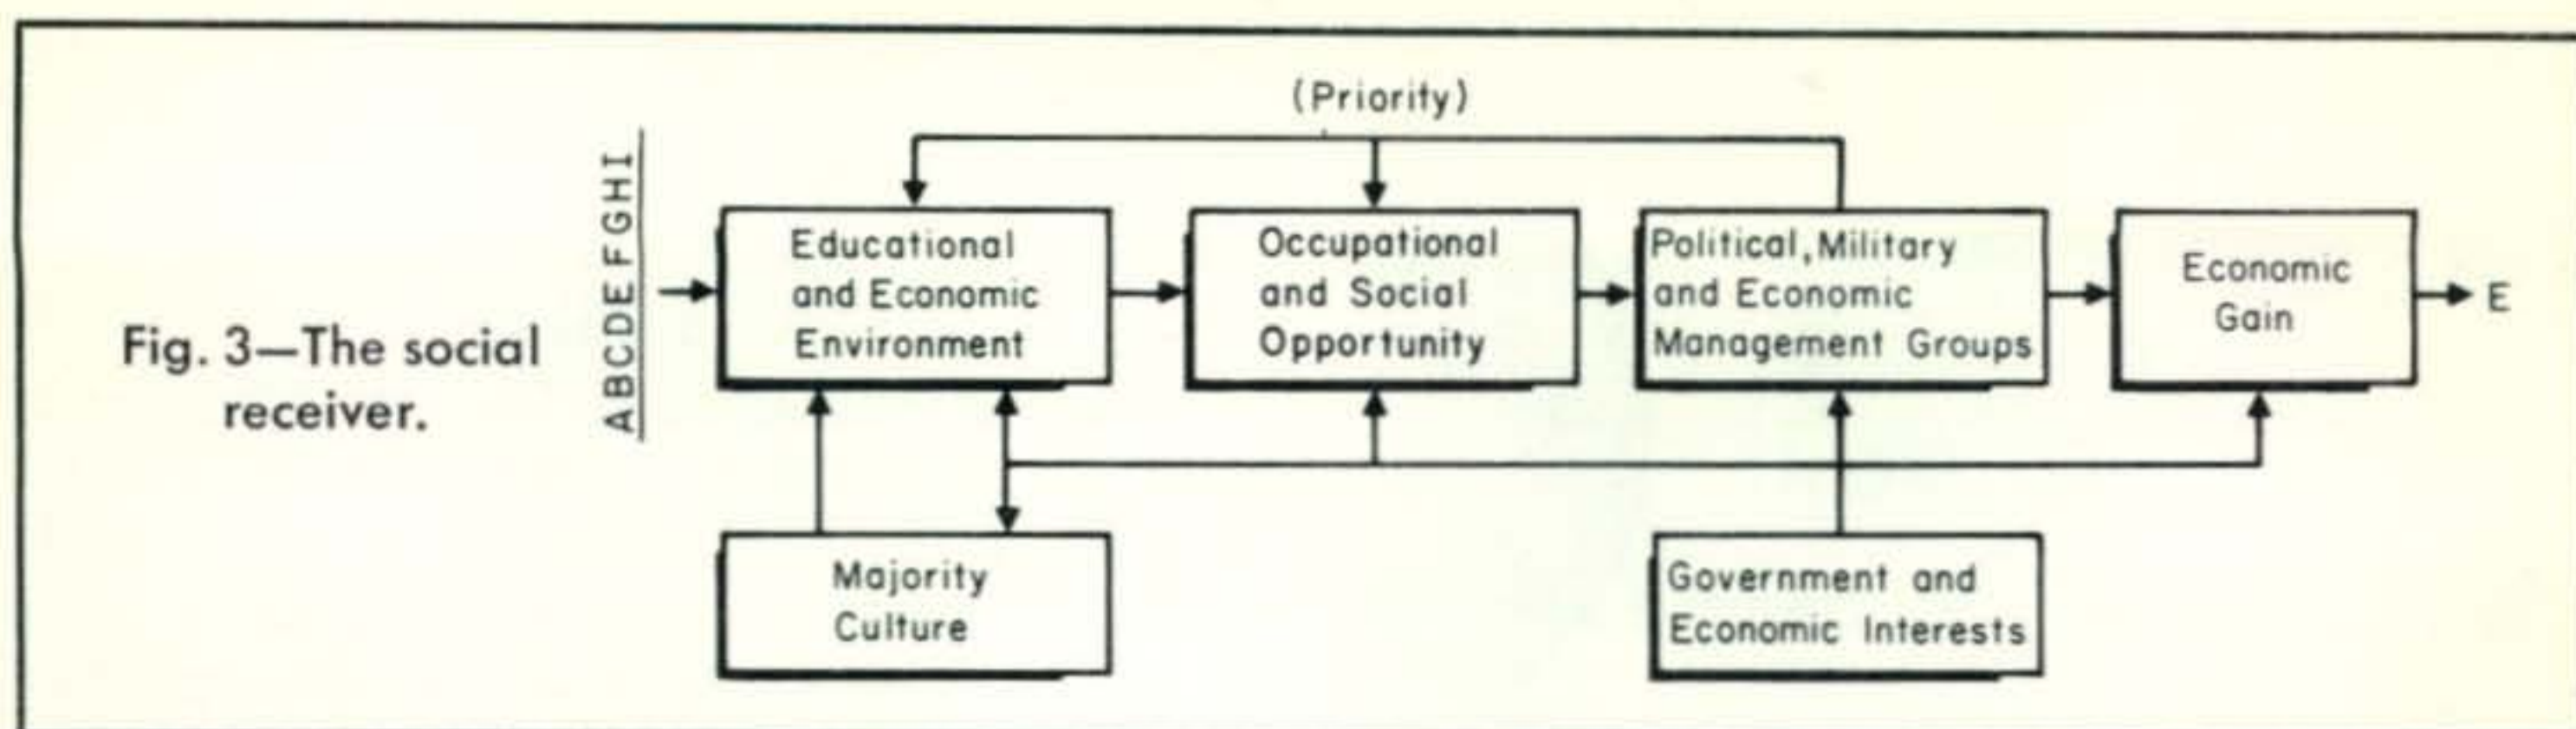 (Priority)
ABCDEFGHI
Educational
and Economic
Environment
Occupational
and Social
Opportunity
Political, Military
and Economic
Management Groups
Economic
Gain
E
Fig. 3—The social
receiver.
Majority
Culture
Government and
Economic Interests